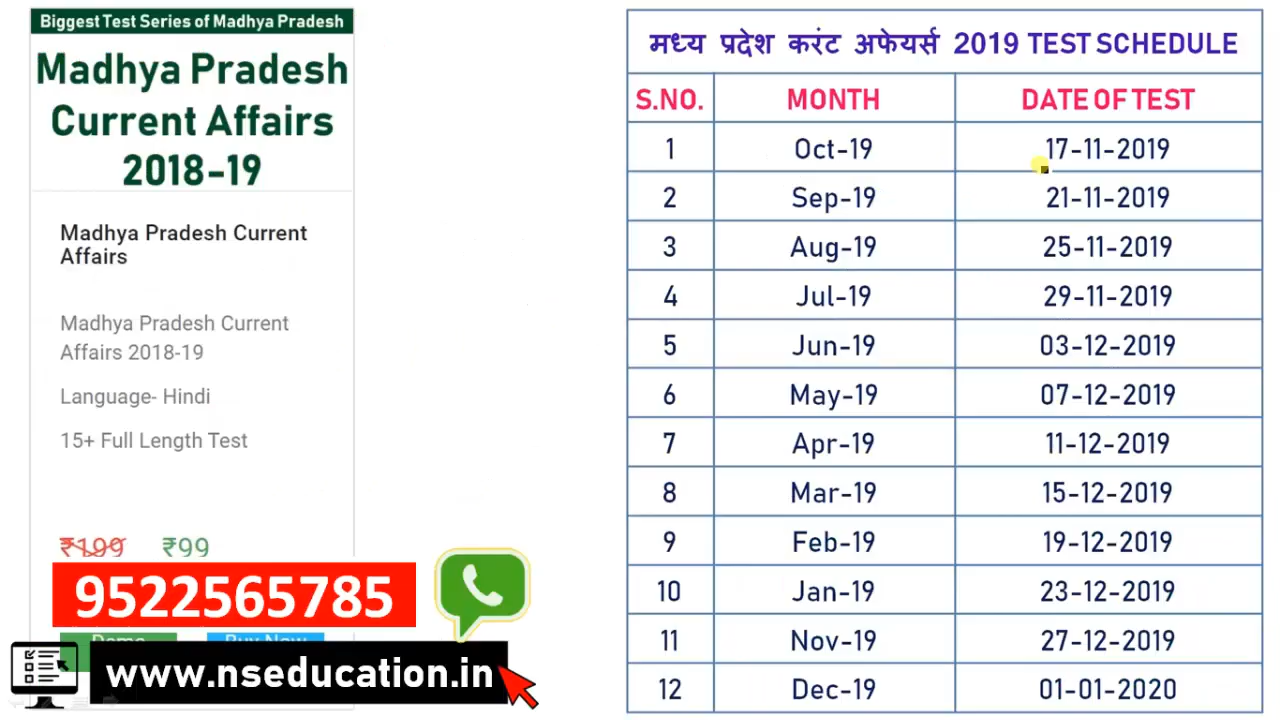 Biggest Test Series of Madhya Pradesh
Madhya Pradesh
Current Affairs
2018-19
Madhya Pradesh Current
Affairs
Madhya Pradesh Current
Affairs 2018-19
Language- Hindi
15+ Full Length Test
₹199 ₹99
9522565785
Demo Buy Now
www.nseducation.in
मध्य प्रदेश करंट अफेयर्स 2019 TEST SCHEDULE
S.NO. MONTH DATE OF TEST
1 Oct-19 17-11-2019
2 Sep-19 21-11-2019
3 Aug-19 25-11-2019
4 Jul-19 29-11-2019
5 Jun-19 03-12-2019
6 May-19 07-12-2019
7 Apr-19 11-12-2019
8 Mar-19 15-12-2019
9 Feb-19 19-12-2019
10 Jan-19 23-12-2019
11 Nov-19 27-12-2019
12 Dec-19 01-01-2020